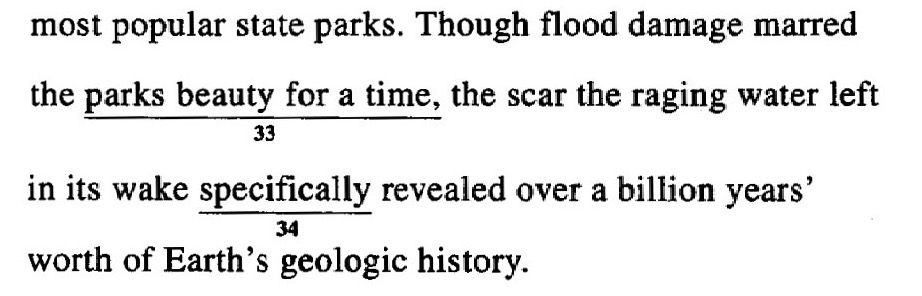 most popular state parks. Though flood damage marred
the parks beauty for a time, the scar the raging water left
33
in its wake specifically revealed over a billion years’
34
worth of Earth’s geologic history.